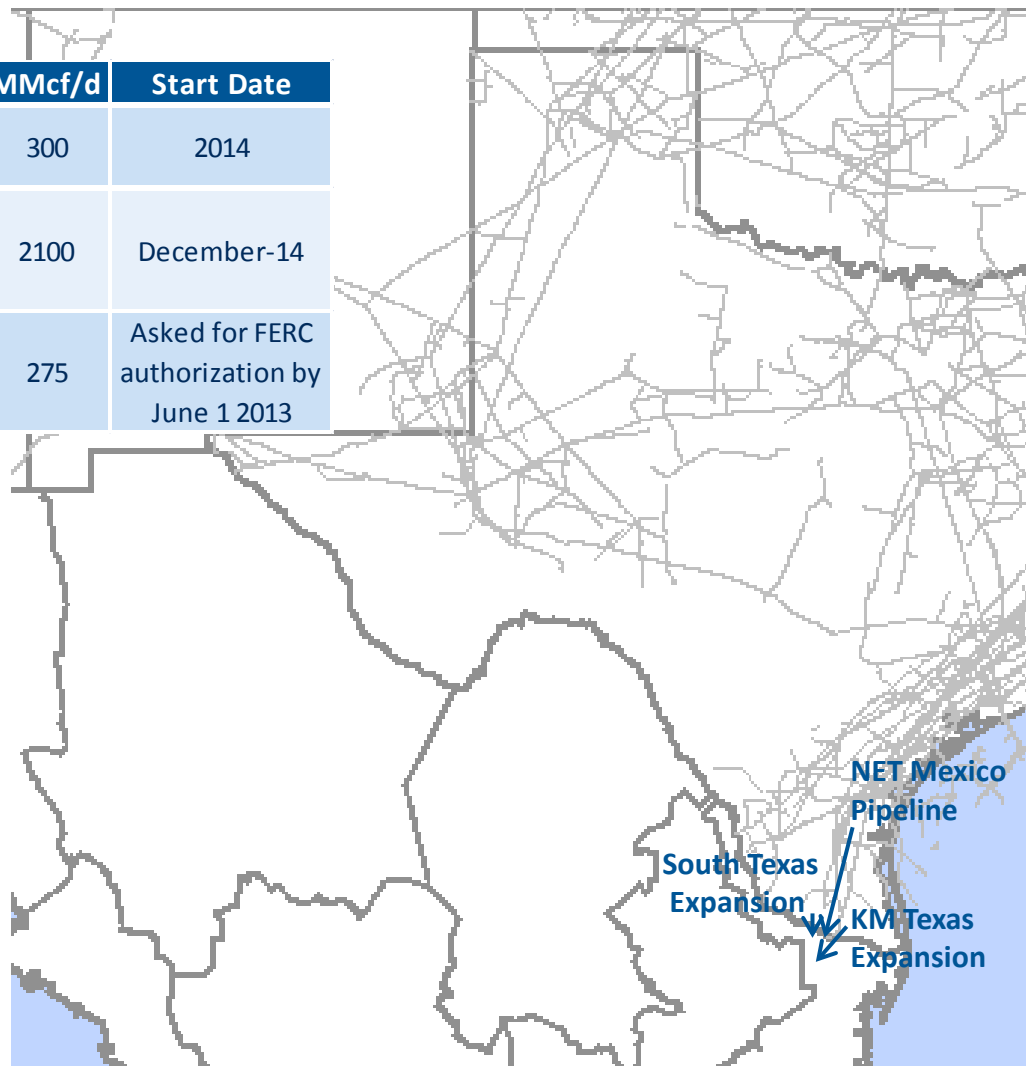 MMcf/d Start Date
300 2014
2100 December-14
275 Asked for FERC
authorization by
June 1 2013
NET Mexico
Pipeline
South Texas
Expansion
KM Texas
Expansion